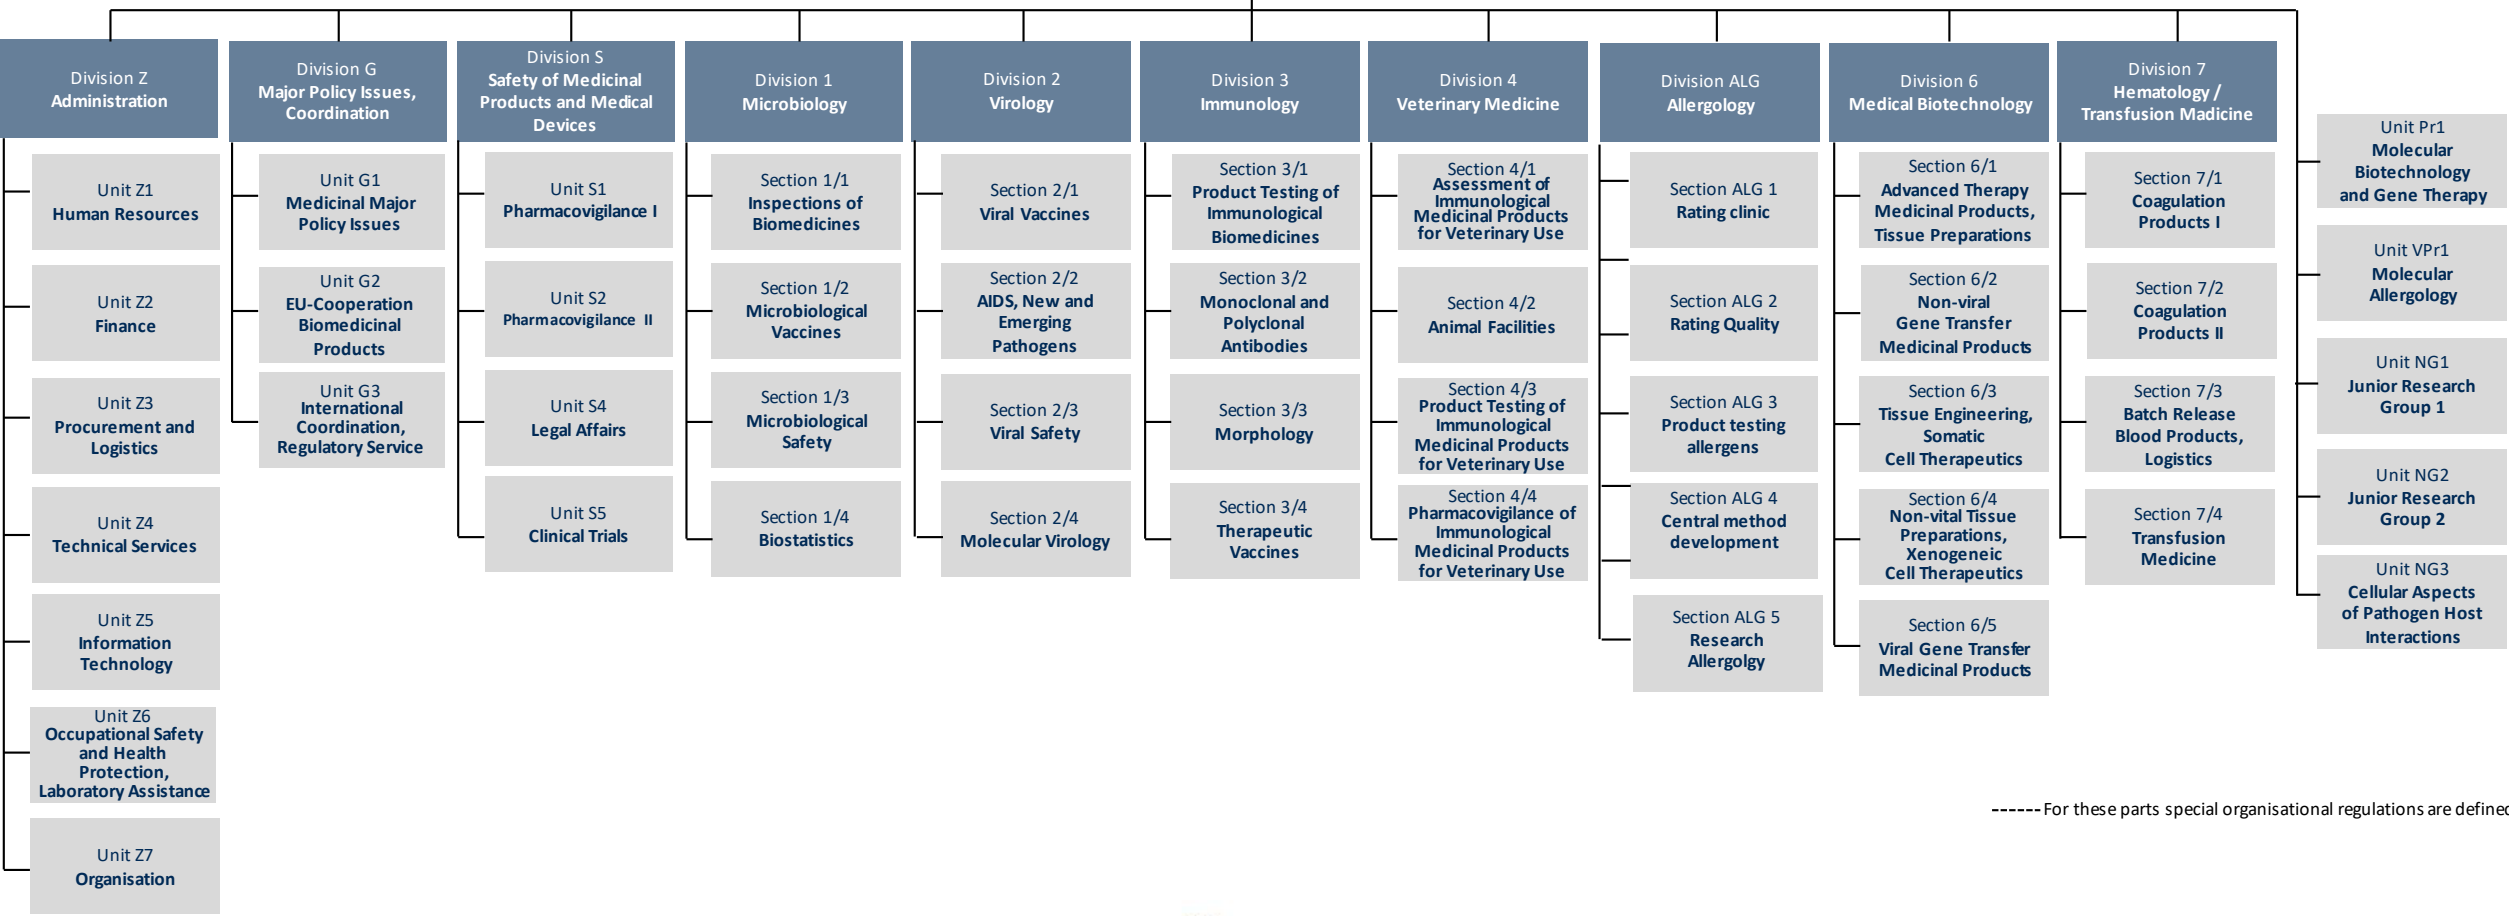 Division Z
Administration
Unit Z1
Human Resources
Unit Z2
Finance
Unit Z3
Procurement and
Logistics
Unit Z4
Technical Services
Unit Z5
Information
Technology
Unit Z6
Occupational Safety
and Health
Protection,
Laboratory Assistance
Unit Z7
Organisation
Division G
Major Policy Issues,
Coordination
Unit G1
Medicinal Major
Policy Issues
Unit G2
EU-Cooperation
Biomedicinal
Products
Unit G3
International
Coordination,
Regulatory Service
Division S
Safety of Medicinal
Products and Medical
Devices
Unit S1
Pharmacovigilance I
Unit S2
Pharmacovigilance II
Unit S4
Legal Affairs
Unit S5
Clinical Trials
Division 1
Microbiology
Section 1/1
Inspections of
Biomedicines
Section 1/2
Microbiological
Vaccines
Section 1/3
Microbiological
Safety
Section 1/4
Biostatistics
Division 2
Virology
Section 2/1
Viral Vaccines
Section 2/2
AIDS, New and
Emerging
Pathogens
Section 2/3
Viral Safety
Section 2/4
Molecular Virology
Division 3
Immunology
Section 3/1
Product Testing of
Immunological
Biomedicines
Section 3/2
Monoclonal and
Polyclonal
Antibodies
Section 3/3
Morphology
Section 3/4
Therapeutic
Vaccines
Division 4
Veterinary Medicine
Section 4/1
Assessment of
Immunological
Medicinal Products
for Veterinary Use
Section 4/2
Animal Facilities
Section 4/3
Product Testing of
Immunological
Medicinal Products
for Veterinary Use
Section 4/4
Pharmacovigilance of
Immunological
Medicinal Products
for Veterinary Use
Division ALG
Allergology
Section ALG 1
Rating clinic
Section ALG 2
Rating Quality
Section ALG 3
Product testing
allergens
Section ALG 4
Central method
development
Section ALG 5
Research
Allergolgy
Division 6
Medical Biotechnology
Section 6/1
Advanced Therapy
Medicinal Products,
Tissue Preparations
Section 6/2
Non-viral
Gene Transfer
Medicinal Products
Section 6/3
Tissue Engineering,
Somatic
Cell Therapeutics
Section 6/4
Non-vital Tissue
Preparations,
Xenogeneic
Cell Therapeutics
Section 6/5
Viral Gene Transfer
Medicinal Products
Division 7
Hematology /
Transfusion Madicine
Section 7/1
Coagulation
Products I
Section 7/2
Coagulation
Products II
Section 7/3
Batch Release
Blood Products,
Logistics
Section 7/4
Transfusion
Medicine
Unit Pr1
Molecular
Biotechnology
and Gene Therapy
Unit VPr1
Molecular
Allergology
Unit NG1
Junior Research
Group 1
Unit NG2
Junior Research
Group 2
Unit NG3
Cellular Aspects
of Pathogen Host
Interactions
------ For these parts special organisational regulations are defined